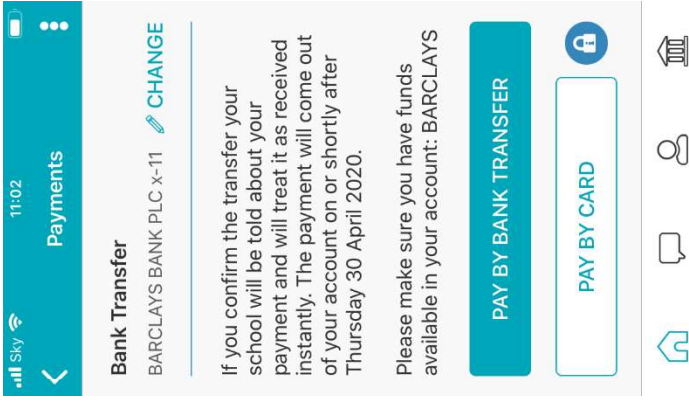 Sky 11:02
Payments
Bank Transfer
BARCLAYS BANK PLC x-11 CHANGE
If you confirm the transfer your
school will be told about your
payment and will treat it as received
instantly. The payment will come out
of your account on or shortly after
Thursday 30 April 2020.
Please make sure you have funds
available in your account: BARCLAYS
PAY BY BANK TRANSFER
PAY BY CARD